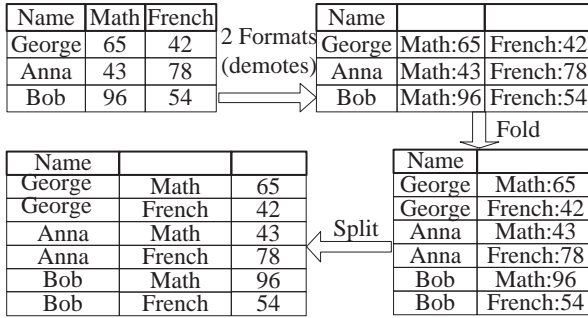 Name Math French
George 65 42
Anna 43 78
Bob 96 54
2 Formats
(demotes)
Name
George Math:65 French:42
Anna Math:43 French:78
Bob Math:96 French:54
Fold
Name
George Math:65
George French:42
Anna Math:43
Anna French:78
Bob Math:96
Bob French:54
Split
Name
George Math 65
George French 42
Anna Math 43
Anna French 78
Bob Math 96
Bob French 54